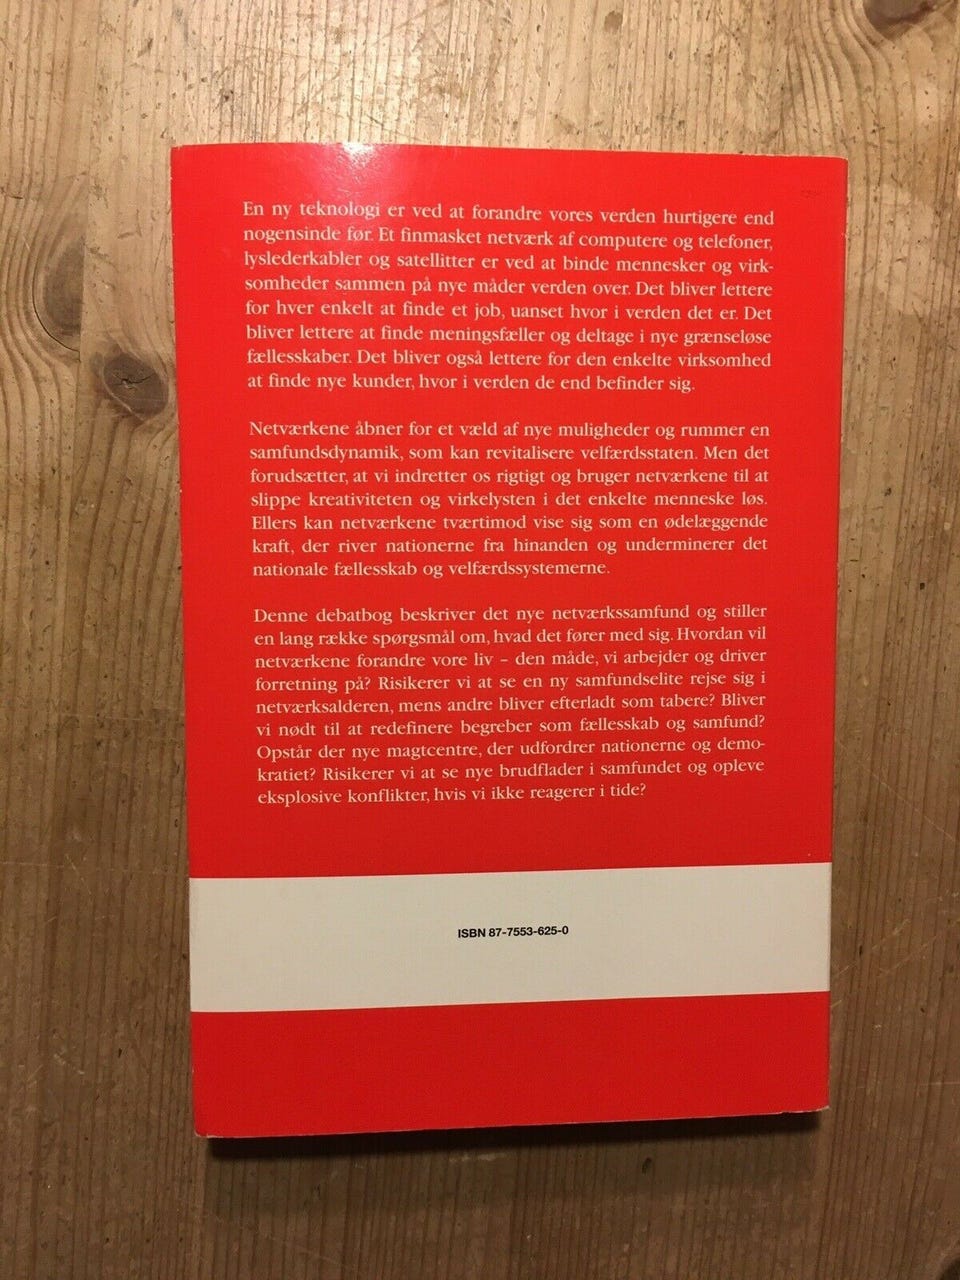 En ny teknologi er ved at forandre vores verden hurtigere end
nogensinde før. Et finmasket netværk af computere og telefoner,
lyslederkabler og satellitter er ved at binde mennesker og virk-
somheder sammen på nye måder verden over. Det bliver lettere
for hver enkelt at finde et job, uanset hvor i verden det er. Det
bliver lettere at finde meningsfæller og deltage i nye grænseløse
fællesskaber. Det bliver også lettere for den enkelte virksomhed
at finde nye kunder, hvor i verden de end befinder sig.
Netværkene åbner for et væld af nye muligheder og rummer en
samfundsdynamik, som kan revitalisere velfærdsstaten. Men det
forudsætter, at vi indretter os rigtigt og bruger netværkene til at
slippe kreativiteten og virkelysten i det enkelte menneske løs.
Ellers kan netværkene tværtimod vise sig som en ødelæggende
kraft, der river nationerne fra hinanden og underminerer det
nationale fællesskab og velfærdssystemerne.
Denne debatbog beskriver det nye netværkssamfund og stiller
en lang række spørgsmål om, hvad det fører med sig. Hvordan vil
netværkene forandre vore liv – den måde, vi arbejder og driver
forretning på? Risikerer vi at se en ny samfundselite rejse sig i
netværksalderen, mens andre bliver efterladt som tabere? Bliver
vi nødt til at redefinere begreber som fællesskab og samfund?
Opstår der nye magtcentre, der udfordrer nationerne og demo-
kratiet? Risikerer vi at se nye brudflader i samfundet og opleve
eksplosive konflikter, hvis vi ikke reagerer i tide?
ISBN 87-7553-625-0